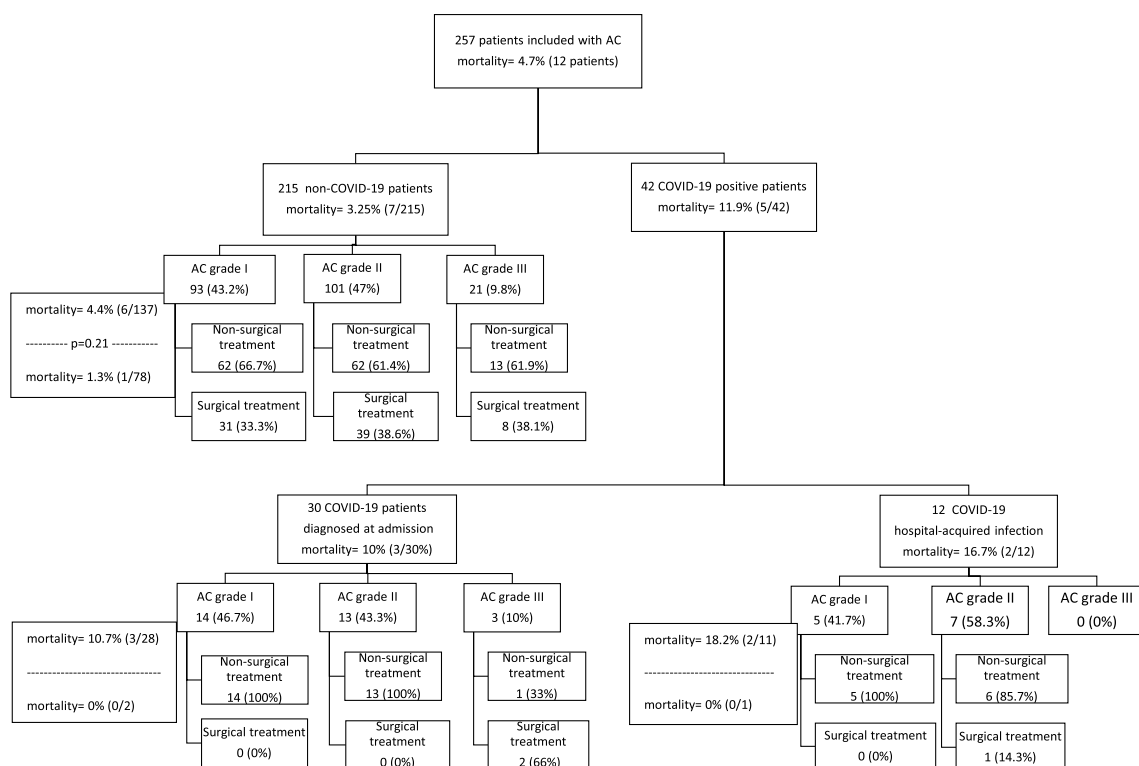 257 patients included with AC
mortality= 4.7% (12 patients)
215 non-COVID-19 patients
mortality= 3.25% (7/215)
42 COVID-19 positive patients
mortality= 11.9% (5/42)
AC grade I
93 (43.2%)
AC grade II
101 (47%)
AC grade III
21 (9.8%)
mortality= 4.4% (6/137)
---------- p=0.21 -----------
mortality= 1.3% (1/78)
Non-surgical
treatment
62 (66.7%)
Non-surgical
treatment
62 (61.4%)
Non-surgical
treatment
13 (61.9%)
Surgical treatment
31 (33.3%)
Surgical
treatment
39 (38.6%)
Surgical treatment
8 (38.1%)
30 COVID-19 patients
diagnosed at admission
mortality= 10% (3/30%)
12 COVID-19
hospital-acquired infection
mortality= 16.7% (2/12)
AC grade I
14 (46.7%)
AC grade II
13 (43.3%)
AC grade III
3 (10%)
mortality= 10.7% (3/28)
--------------------------------
mortality= 0% (0/2)
Non-surgical
treatment
14 (100%)
Non-surgical
treatment
13 (100%)
Non-surgical
treatment
1 (33%)
Surgical treatment
0 (0%)
Surgical
treatment
0 (0%)
Surgical
treatment
2 (66%)
AC grade I
5 (41.7%)
AC grade II
7 (58.3%)
AC grade III
0 (0%)
mortality= 18.2% (2/11)
-------------------------------
mortality= 0% (0/1)
Non-surgical
treatment
5 (100%)
Non-surgical
treatment
6 (85.7%)
Surgical treatment
0 (0%)
Surgical treatment
1 (14.3%)